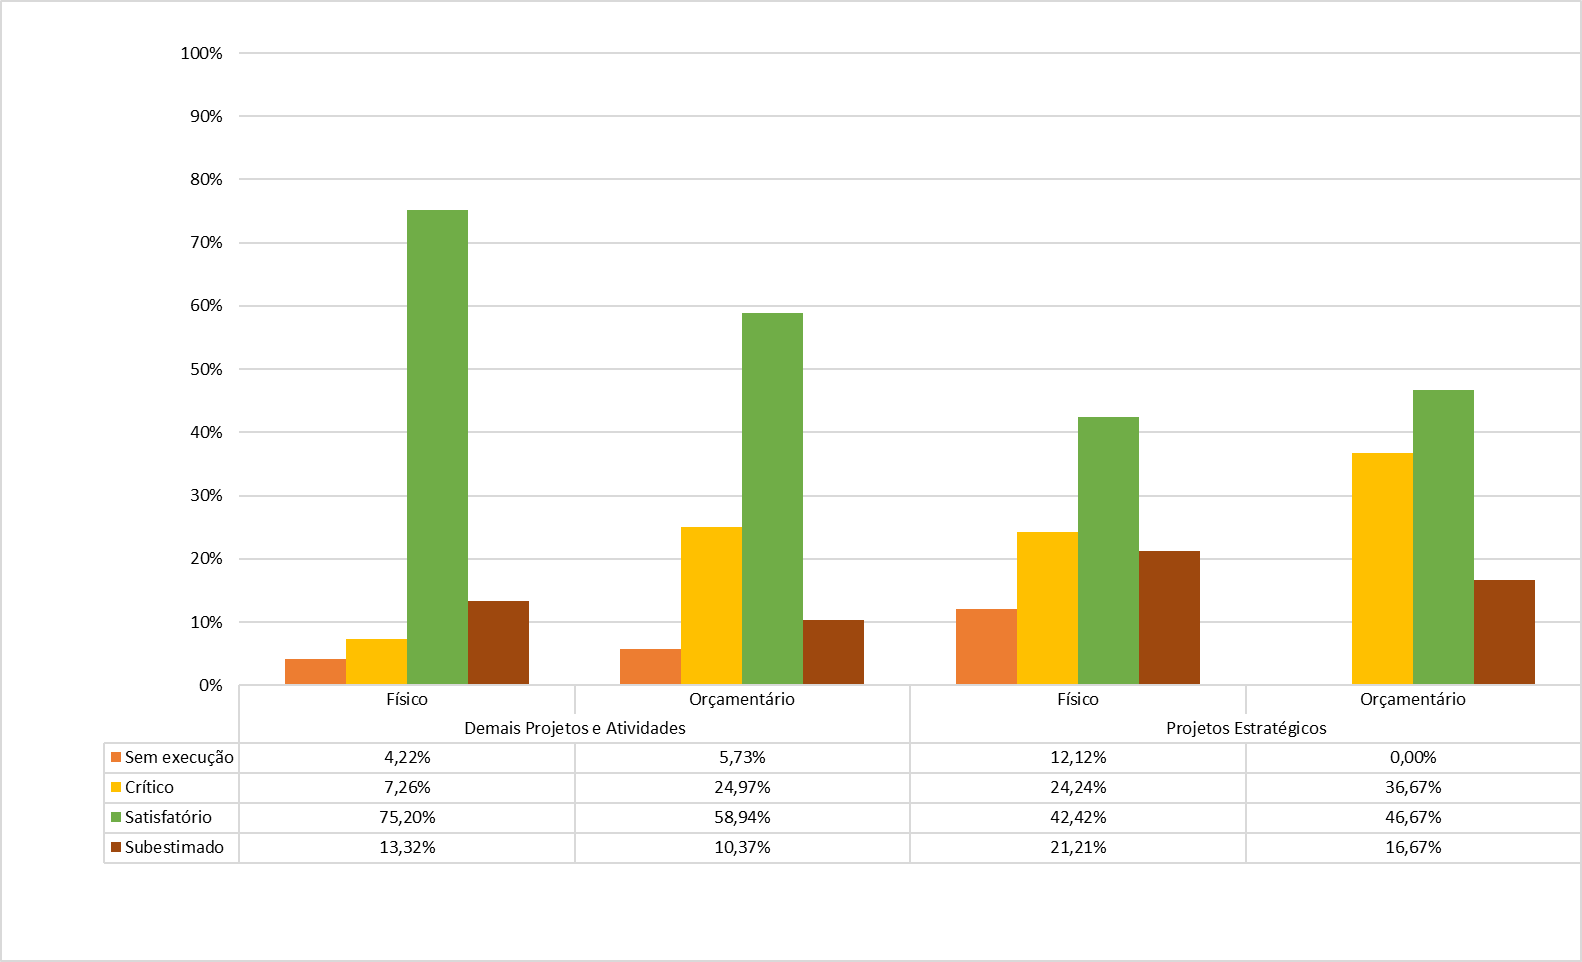 100%
90%
80%
70%
60%
50%
40%
30%
20%
10%
0%
Físico Orçamentário Físico Orçamentário
Demais Projetos e Atividades Projetos Estratégicos
Sem execução 4,22% 5,73% 12,12% 0,00%
Crítico 7,26% 24,97% 24,24% 36,67%
Satisfatório 75,20% 58,94% 42,42% 46,67%
Subestimado 13,32% 10,37% 21,21% 16,67%